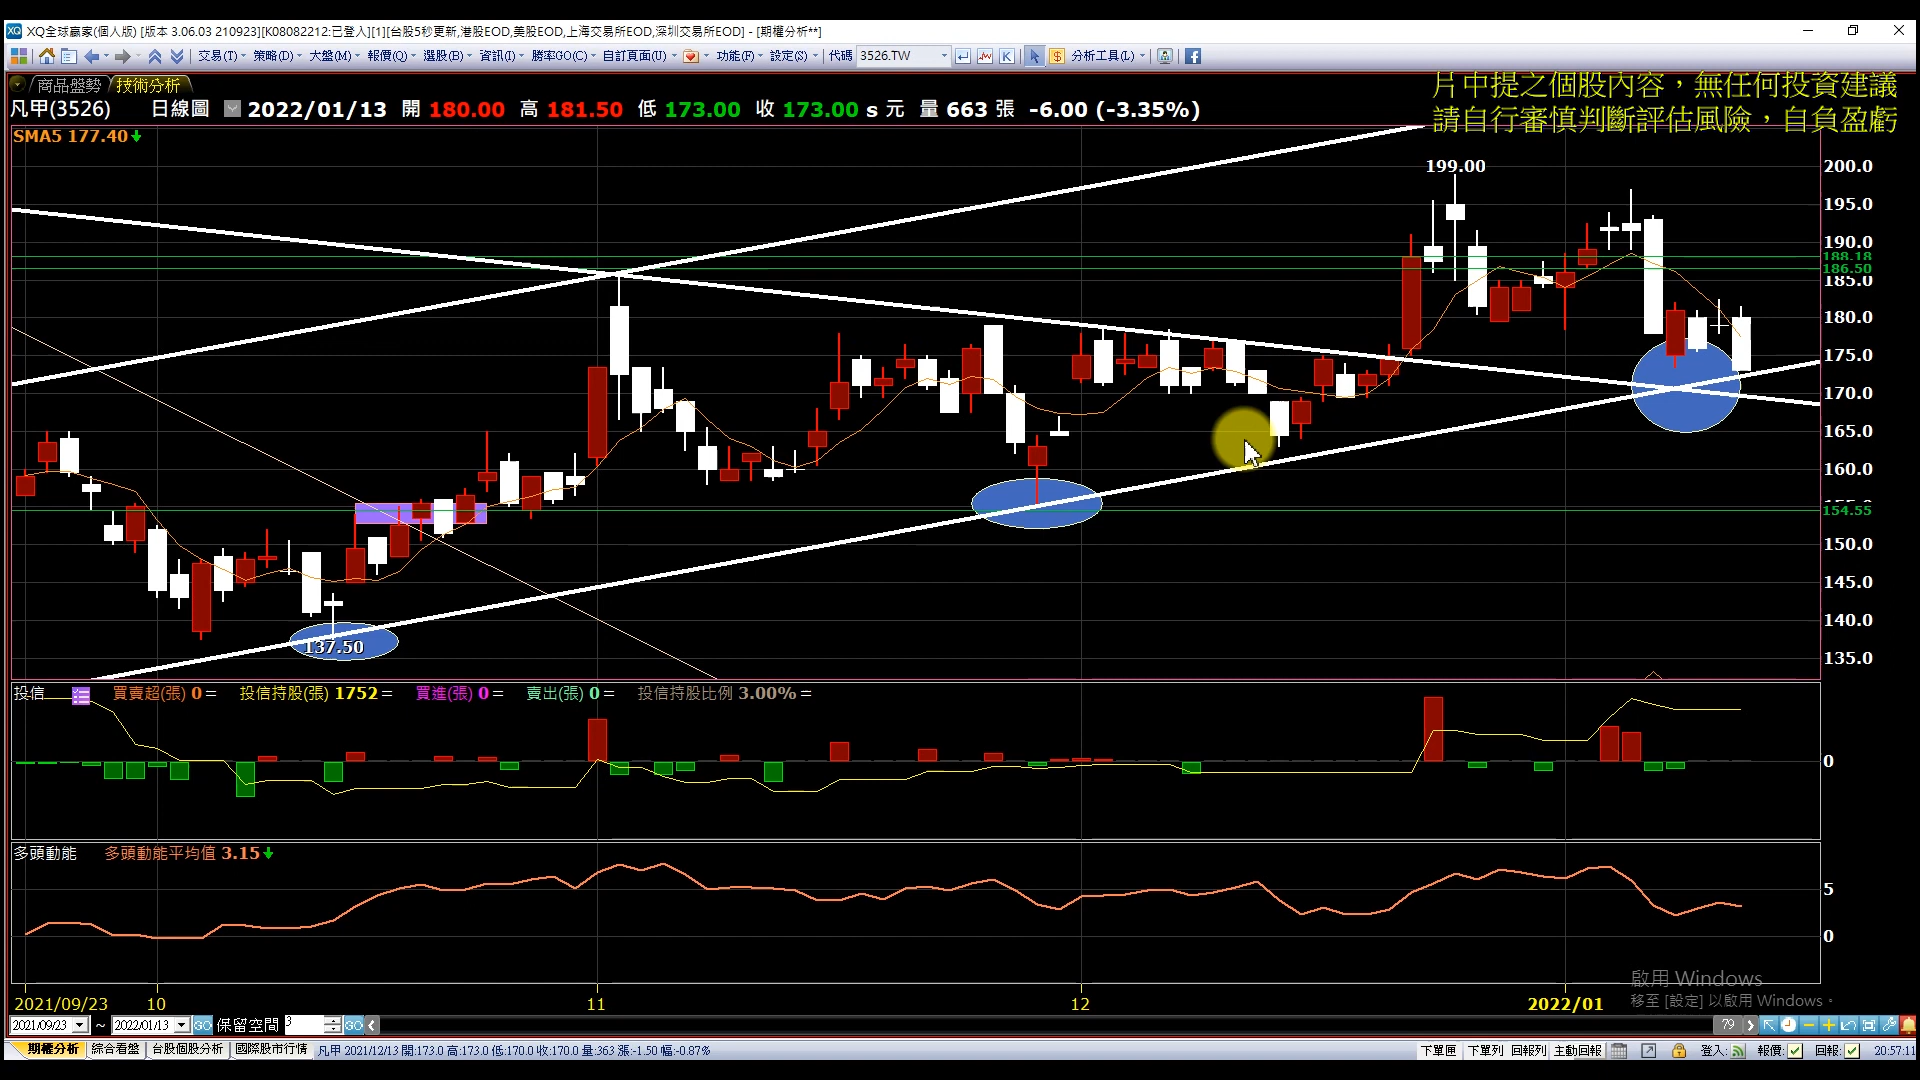 XQ全球贏家(個人版) [版本 3.06.03 210923][K08082212:已登入][1][台股5秒更新,港股EOD,美股EOD,上海交易所EOD,深圳交易所EOD] - [期權分析**]
交易(T) 策略(D) 大盤(M) 報價(Q) 選股(B) 資訊(I) 勝率GO(C) 自訂頁面(U) 功能(F) 設定(S) 代碼 3526.TW K $ 分析工具(L)
商品盤勢 技術分析
片中提之個股內容，無任何投資建議
請自行審慎判斷評估風險，自負盈虧
凡甲(3526) 日線圖 2022/01/13 開 180.00 高 181.50 低 173.00 收 173.00 s 元 量 663 張 -6.00 (-3.35%)
SMA5 177.40
199.00
200.0
195.0
190.0
188.18
186.50
185.0
180.0
175.0
170.0
165.0
160.0
154.55
150.0
145.0
140.0
135.0
137.50
投信 買賣超(張) 0 = 投信持股(張) 1752 = 買進(張) 0 = 賣出(張) 0 = 投信持股比例 3.00% =
0
多頭動能 多頭動能平均值 3.15
5
0
啟用 Windows
移至 [設定] 以啟用 Windows。
2021/09/23 10 11 12 2022/01
2021/09/23 ~ 2022/01/13 GO 保留空間 3 GO 79
期權分析 綜合看盤 台股個股分析 國際股市行情 凡甲 2021/12/13 開:173.0 高:173.0 低:170.0 收:170.0 量:363 漲:-1.50 幅:-0.87% 下單匣 下單列 回報列 主動回報 登入: 報價: 回報: 20:57:11